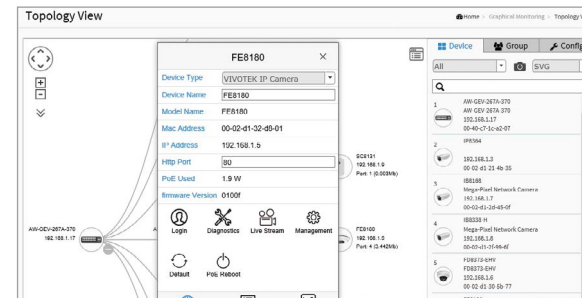 Topology View
Home > Graphical Monitoring > Topology V
FE8180
Device Type VIVOTEK IP Camera
Device Name FE8180
Model Name FE8180
Mac Address 00-02-d1-32-d8-01
IP Address 192.168.1.5
Http Port 80
PoE Used 1.9 W
firmware Version 0100f
Login Diagnostics Live Stream Management
Default PoE Reboot
AW-GEV-267A-370
192.168.1.17
A
SC8131
192.168.1.9
Port: 1 (0.003Mb)
FE8180
192.168.1.5
Port: 4 (3.442Mb)
Device Group Config
All SVG
1 AW-GEV-267A-370
AW-GEV-267A-370
192.168.1.17
00-40-c7-1c-a2-07
2 IP8364
192.168.1.3
00-02-d1-21-4b-35
3 IB8168
Mega-Pixel Network Camera
192.168.1.7
00-02-d1-2d-d5-0f
4 IB8338-H
Mega-Pixel Network Camera
192.168.1.8
00-02-d1-2f-99-6f
5 FD8373-EHV
FD8373-EHV
192.168.1.6
00-02-d1-30-5b-77